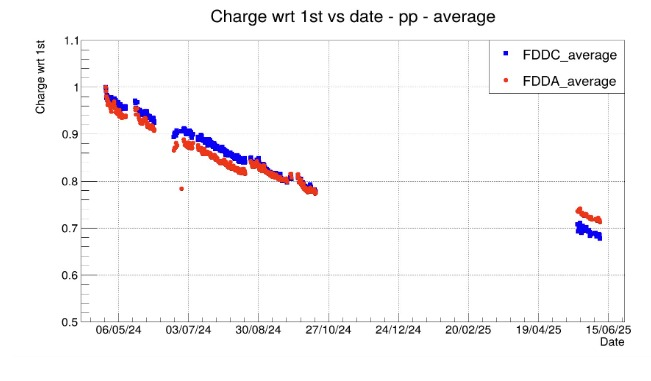 Charge wrt 1st vs date - pp - average
Charge wrt 1st
1.1
1
0.9
0.8
0.7
0.6
0.5
FDDC_average
FDDA_average
06/05/24 03/07/24 30/08/24 27/10/24 24/12/24 20/02/25 19/04/25 15/06/25
Date